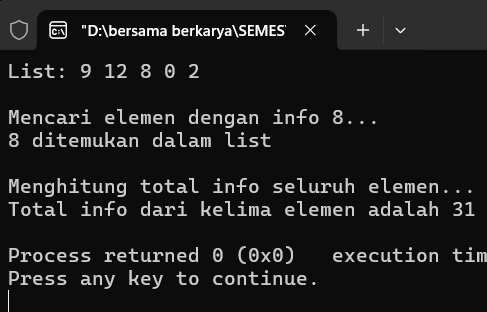 "D:\bersama berkarya\SEMES
List: 9 12 8 0 2
Mencari elemen dengan info 8...
8 ditemukan dalam list
Menghitung total info seluruh elemen...
Total info dari kelima elemen adalah 31
Process returned 0 (0x0)   execution tim
Press any key to continue.